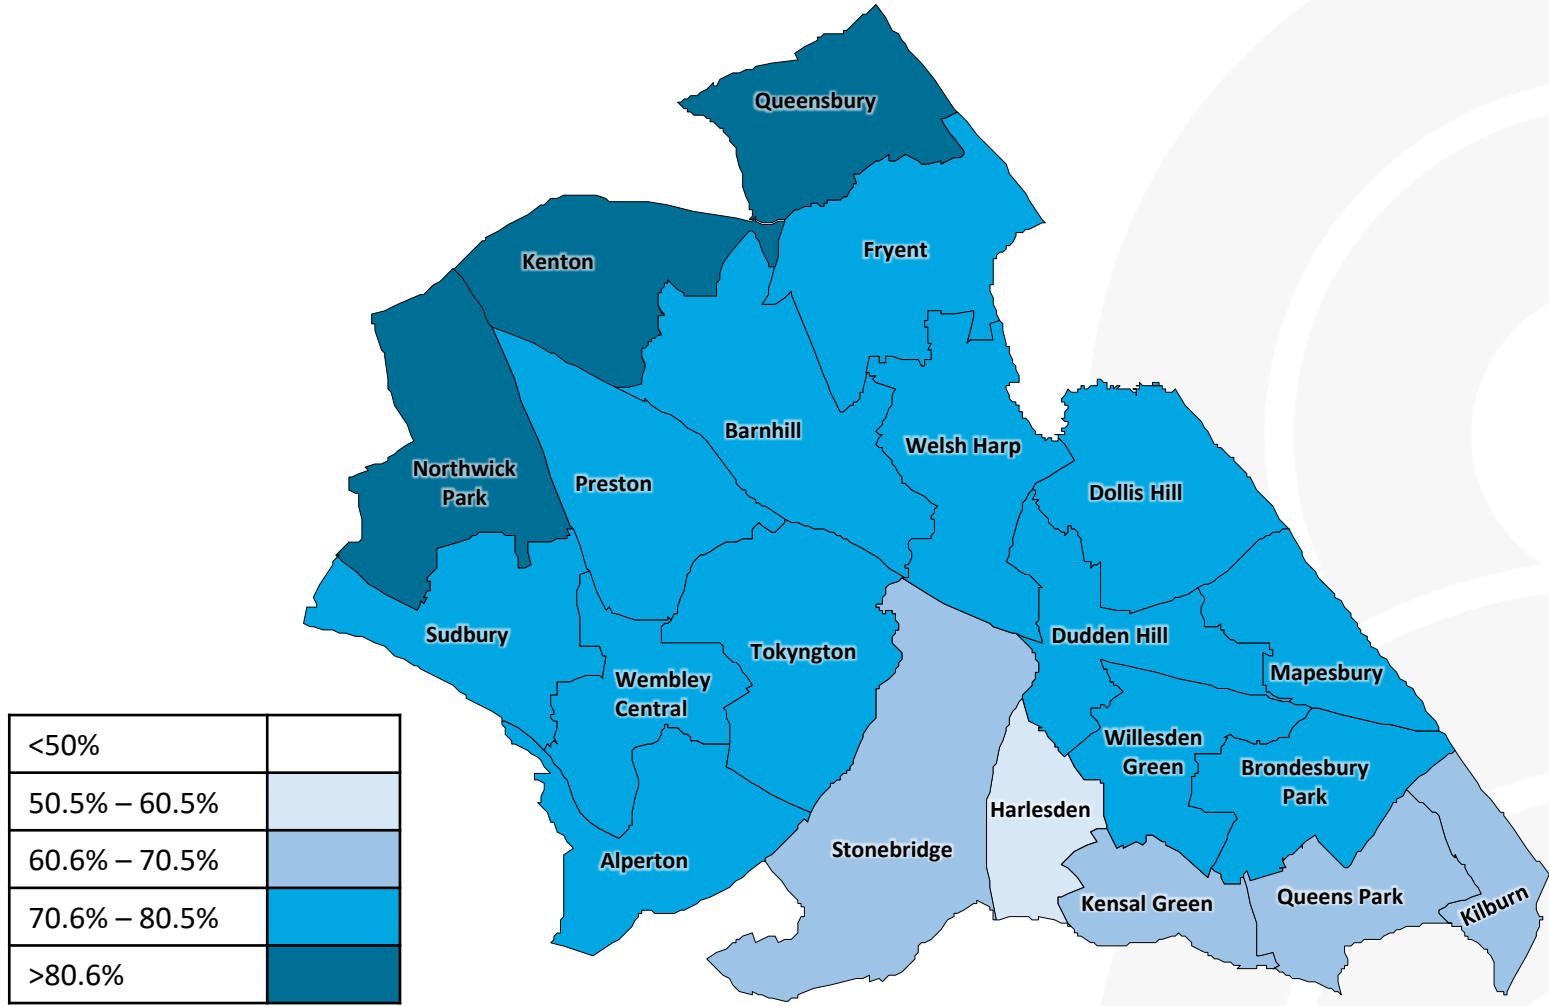 Queensbury
Fryent
Kenton
Barnhill
Welsh Harp
Northwick
Park
Preston
Dollis Hill
Sudbury
Tokyngton
Dudden Hill
Wembley
Central
Mapesbury
Willesden
Green
Brondesbury
Park
Harlesden
Stonebridge
Alperton
Kensal Green
Queens Park
Kilburn
<50%
50.5% – 60.5%
60.6% – 70.5%
70.6% – 80.5%
>80.6%